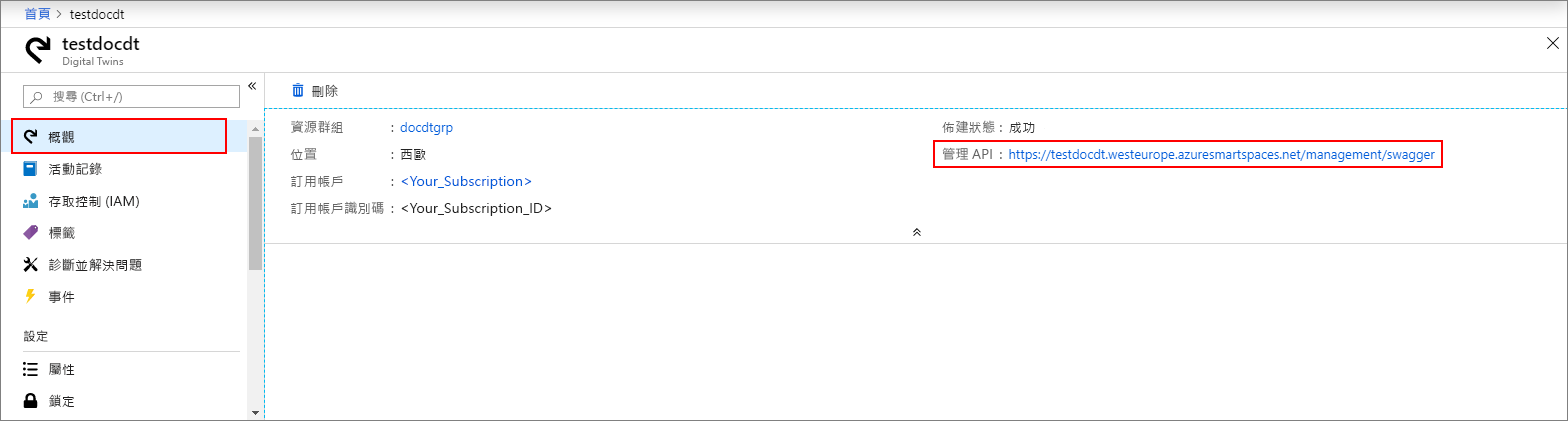 首頁 > testdocdt
testdocdt
Digital Twins
搜尋 (Ctrl+/)
概觀
活動記錄
存取控制 (IAM)
標籤
診斷並解決問題
事件
設定
屬性
鎖定
刪除
資源群組 : docdtgrp
位置 : 西歐
訂用帳戶 : <Your_Subscription>
訂用帳戶識別碼 : <Your_Subscription_ID>
佈建狀態 : 成功
管理 API : https://testdocdt.westeurope.azuresmartspaces.net/management/swagger